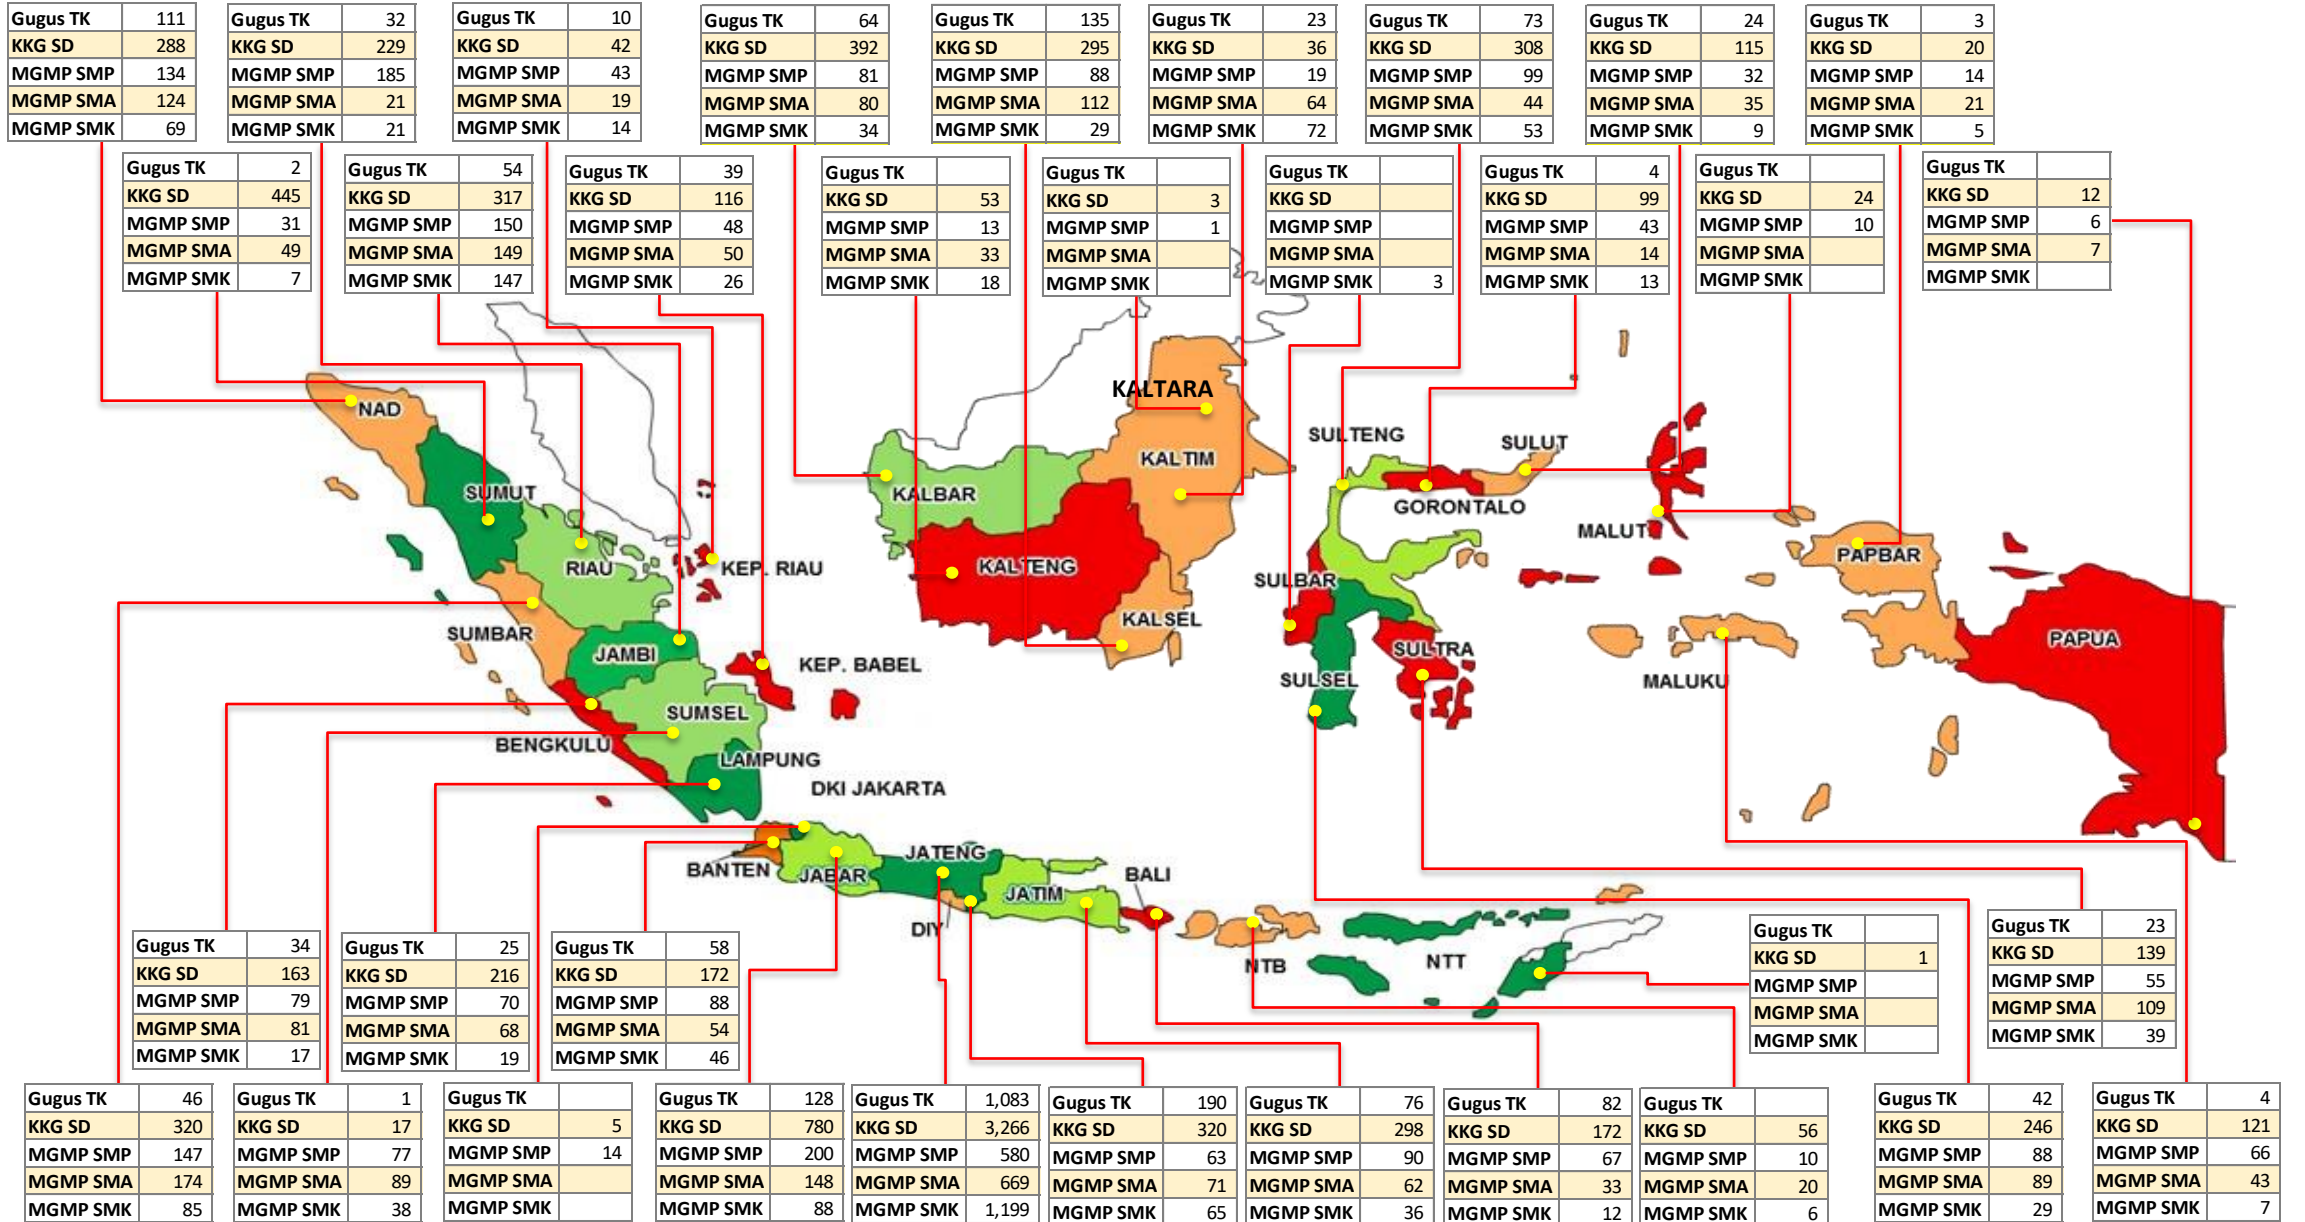 Gugus TK 111
KKG SD 288
MGMP SMP 134
MGMP SMA 124
MGMP SMK 69
Gugus TK 32
KKG SD 229
MGMP SMP 185
MGMP SMA 21
MGMP SMK 21
Gugus TK 10
KKG SD 42
MGMP SMP 43
MGMP SMA 19
MGMP SMK 14
Gugus TK 64
KKG SD 392
MGMP SMP 81
MGMP SMA 80
MGMP SMK 34
Gugus TK 135
KKG SD 295
MGMP SMP 88
MGMP SMA 112
MGMP SMK 29
Gugus TK 23
KKG SD 36
MGMP SMP 19
MGMP SMA 64
MGMP SMK 72
Gugus TK 73
KKG SD 308
MGMP SMP 99
MGMP SMA 44
MGMP SMK 53
Gugus TK 24
KKG SD 115
MGMP SMP 32
MGMP SMA 35
MGMP SMK 9
Gugus TK 3
KKG SD 20
MGMP SMP 14
MGMP SMA 21
MGMP SMK 5
Gugus TK 2
KKG SD 445
MGMP SMP 31
MGMP SMA 49
MGMP SMK 7
Gugus TK 54
KKG SD 317
MGMP SMP 150
MGMP SMA 149
MGMP SMK 147
Gugus TK 39
KKG SD 116
MGMP SMP 48
MGMP SMA 50
MGMP SMK 26
Gugus TK
KKG SD 53
MGMP SMP 13
MGMP SMA 33
MGMP SMK 18
Gugus TK
KKG SD 3
MGMP SMP 1
MGMP SMA
MGMP SMK
Gugus TK
KKG SD
MGMP SMP
MGMP SMA
MGMP SMK 3
Gugus TK 4
KKG SD 99
MGMP SMP 43
MGMP SMA 14
MGMP SMK 13
Gugus TK
KKG SD 24
MGMP SMP 10
MGMP SMA
MGMP SMK
Gugus TK
KKG SD 12
MGMP SMP 6
MGMP SMA 7
MGMP SMK
KALTARA
NAD
SULTENG
SULUT
KALTIM
SUMUT
KALBAR
GORONTALO
MALUT
PAPBAR
RIAU
KEP. RIAU
KALTENG
SULBAR
KALSEL
SUMBAR
PAPUA
JAMBI
SULTRA
KEP. BABEL
SULSEL
MALUKU
SUMSEL
BENGKULU
LAMPUNG
DKI JAKARTA
JATENG
BANTEN
JABAR
BALI
JATIM
DIY
NTB
NTT
Gugus TK 34
KKG SD 163
MGMP SMP 79
MGMP SMA 81
MGMP SMK 17
Gugus TK 25
KKG SD 216
MGMP SMP 70
MGMP SMA 68
MGMP SMK 19
Gugus TK 58
KKG SD 172
MGMP SMP 88
MGMP SMA 54
MGMP SMK 46
Gugus TK
KKG SD 1
MGMP SMP
MGMP SMA
MGMP SMK
Gugus TK 23
KKG SD 139
MGMP SMP 55
MGMP SMA 109
MGMP SMK 39
Gugus TK 46
KKG SD 320
MGMP SMP 147
MGMP SMA 174
MGMP SMK 85
Gugus TK 1
KKG SD 17
MGMP SMP 77
MGMP SMA 89
MGMP SMK 38
Gugus TK
KKG SD 5
MGMP SMP 14
MGMP SMA
MGMP SMK
Gugus TK 128
KKG SD 780
MGMP SMP 200
MGMP SMA 148
MGMP SMK 88
Gugus TK 1,083
KKG SD 3,266
MGMP SMP 580
MGMP SMA 669
MGMP SMK 1,199
Gugus TK 190
KKG SD 320
MGMP SMP 63
MGMP SMA 71
MGMP SMK 65
Gugus TK 76
KKG SD 298
MGMP SMP 90
MGMP SMA 62
MGMP SMK 36
Gugus TK 82
KKG SD 172
MGMP SMP 67
MGMP SMA 33
MGMP SMK 12
Gugus TK
KKG SD 56
MGMP SMP 10
MGMP SMA 20
MGMP SMK 6
Gugus TK 42
KKG SD 246
MGMP SMP 88
MGMP SMA 89
MGMP SMK 29
Gugus TK 4
KKG SD 121
MGMP SMP 66
MGMP SMA 43
MGMP SMK 7